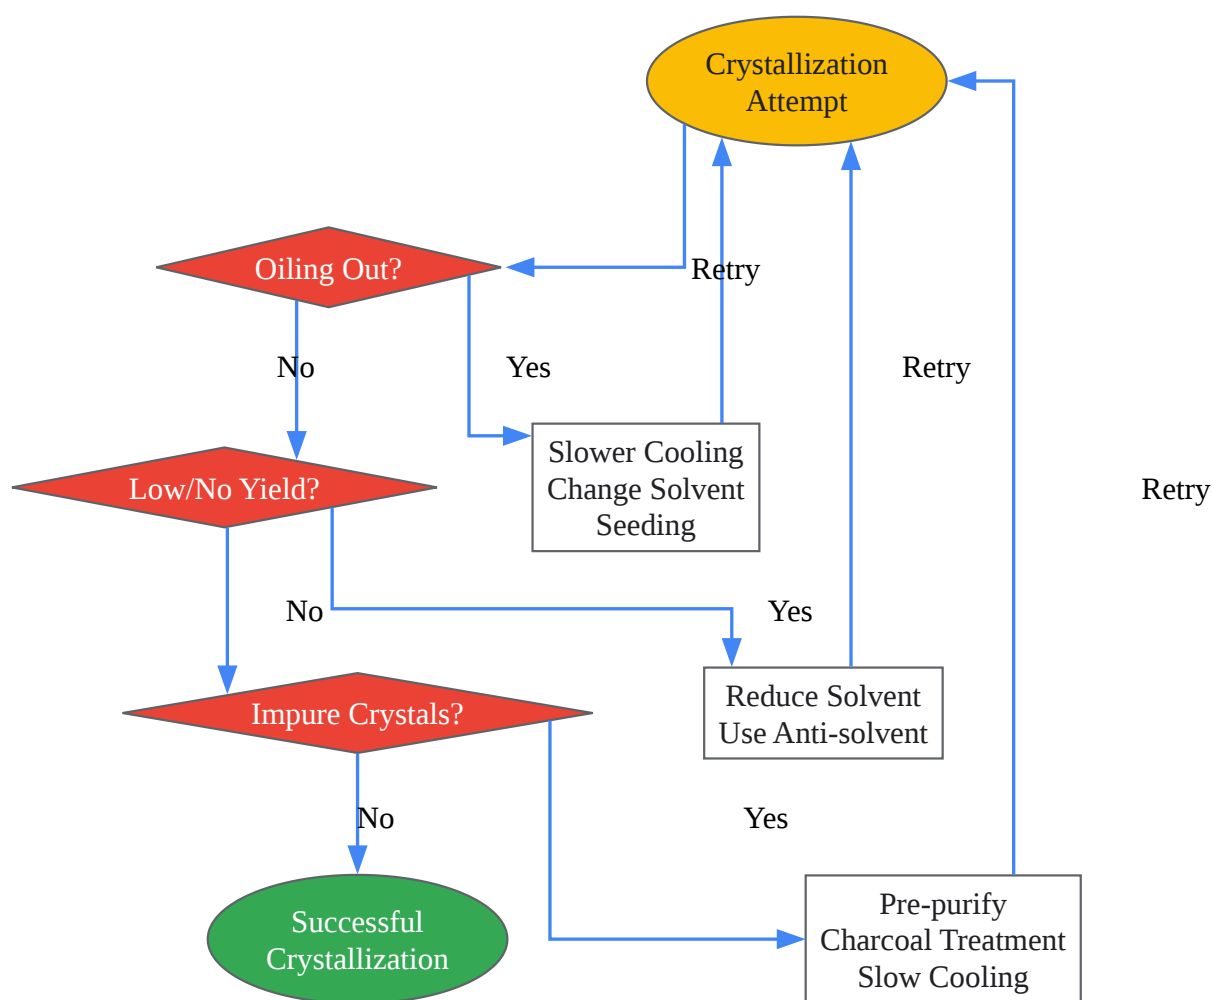 Crystallization
Attempt
Oiling Out?
Retry
No
Yes
Retry
Slower Cooling
Change Solvent
Seeding
Low/No Yield?
Retry
No
Yes
Reduce Solvent
Use Anti-solvent
Impure Crystals?
No
Yes
Successful
Crystallization
Pre-purify
Charcoal Treatment
Slow Cooling